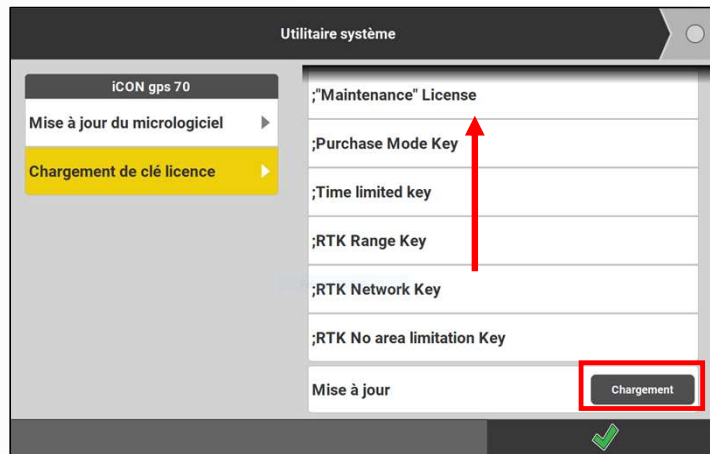 Utilitaire système
iCON gps 70
Mise à jour du micrologiciel
Chargement de clé licence
;"Maintenance" License
;Purchase Mode Key
;Time limited key
;RTK Range Key
;RTK Network Key
;RTK No area limitation Key
Mise à jour
Chargement